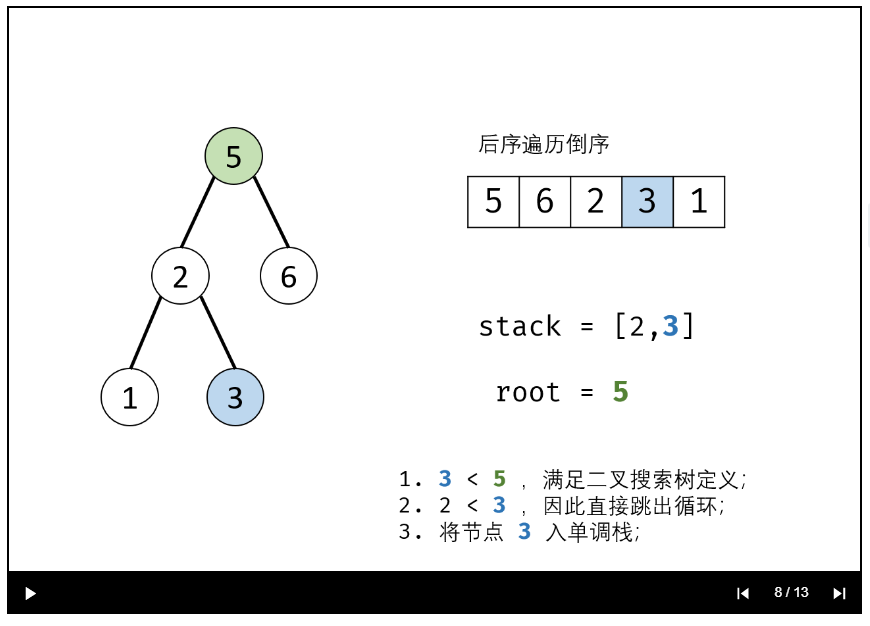 5
后序遍历倒序
5 6 2 3 1
2 6
stack = [2,3]
root = 5
1 3
1. 3 < 5 ，满足二叉搜索树定义;
2. 2 < 3 ，因此直接跳出循环;
3. 将节点 3 入单调栈;
8 / 13